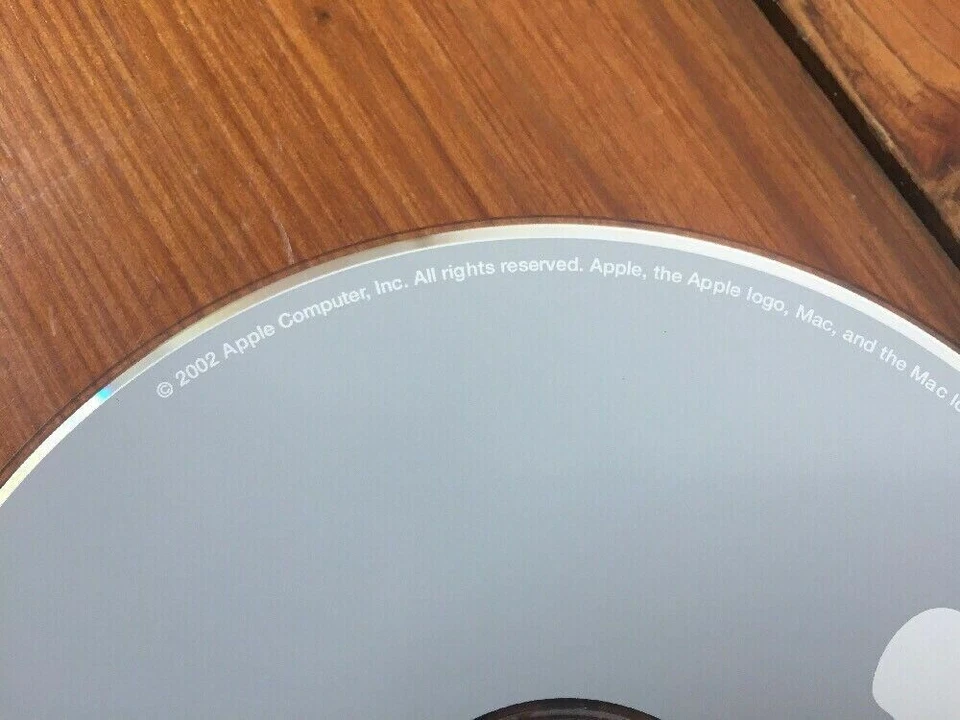 © 2002 Apple Computer, Inc. All rights reserved. Apple, the Apple logo, Mac, and the Mac